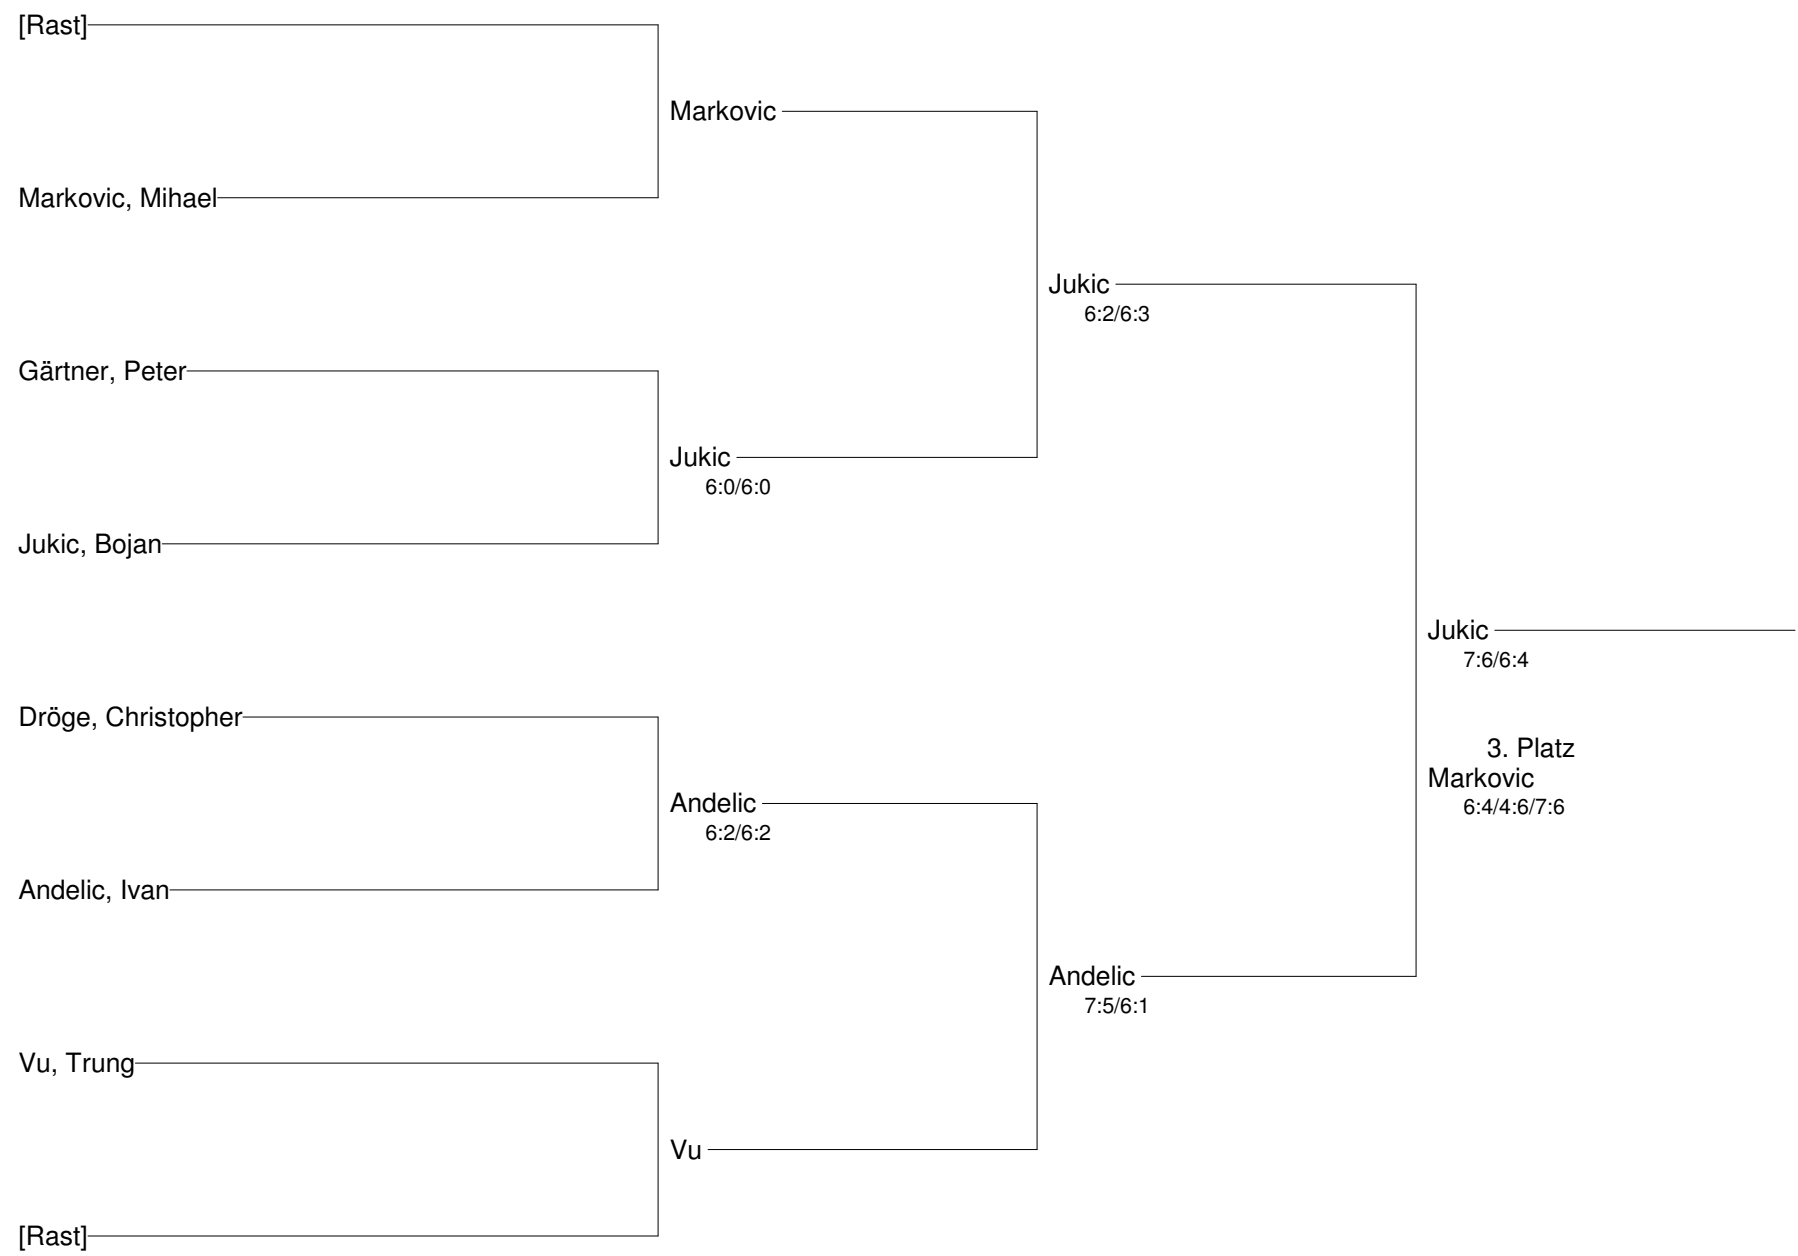 [Rast]
Markovic
Markovic, Mihael
Jukic
6:2/6:3
Gärtner, Peter
Jukic
6:0/6:0
Jukic, Bojan
Jukic
7:6/6:4
Dröge, Christopher
3. Platz
Markovic
6:4/4:6/7:6
Andelic
6:2/6:2
Andelic, Ivan
Andelic
7:5/6:1
Vu, Trung
Vu
[Rast]